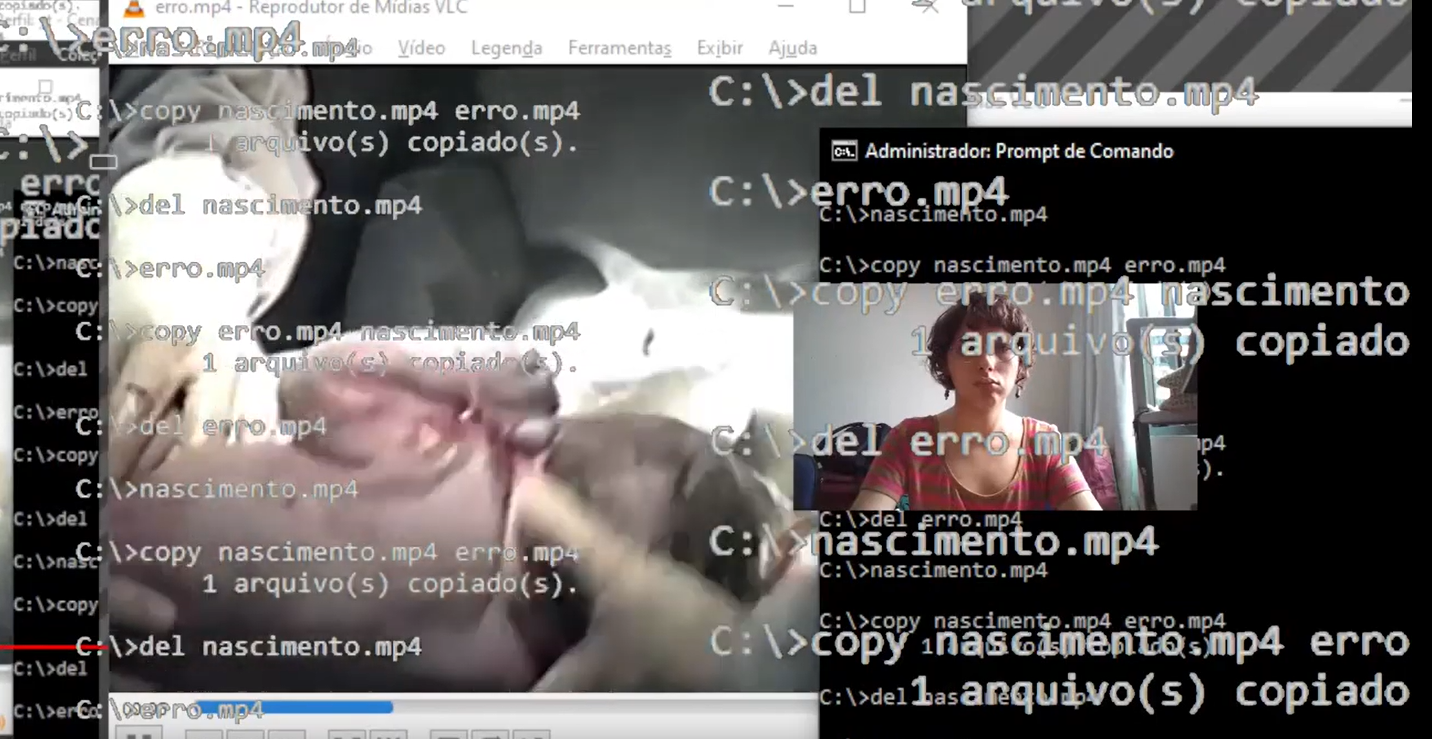 erro.mp4 - Reprodutor de Mídias VLC
Vídeo Legenda Ferramentas Exibir Ajuda
C:\>erro.mp4
C:\>nascimento.mp4
C:\>copy nascimento.mp4 erro.mp4
1 arquivo(s) copiado(s).
C:\>del nascimento.mp4
C:\>erro.mp4
C:\>copy erro.mp4 nascimento.mp4
1 arquivo(s) copiado(s).
C:\>del erro.mp4
C:\>nascimento.mp4
C:\>copy nascimento.mp4 erro.mp4
1 arquivo(s) copiado(s).
C:\>del nascimento.mp4
C:\>erro.mp4
C:\>
erro
piado
C:\>nasc
C:\>copy
C:\>del
C:\>erro
C:\>copy
C:\>del
C:\>nasc
C:\>copy
C:\>del
C:\>erro
1 arquivo(s) copiado
C:\>del nascimento.mp4
C:\>erro.mp4
C:\>copy erro.mp4 nascimento
1 arquivo(s) copiado
C:\>del erro.mp4
C:\>nascimento.mp4
C:\>copy nascimento.mp4 erro
1 arquivo(s) copiado
Administrador: Prompt de Comando
C:\>nascimento.mp4
C:\>copy nascimento.mp4 erro.mp4
mp4
).
C:\>del erro.mp4
C:\>nascimento.mp4
C:\>copy nascimento.mp4 erro.mp4
1 arquivo(s) copiado(s).
C:\>del nascimento.mp4